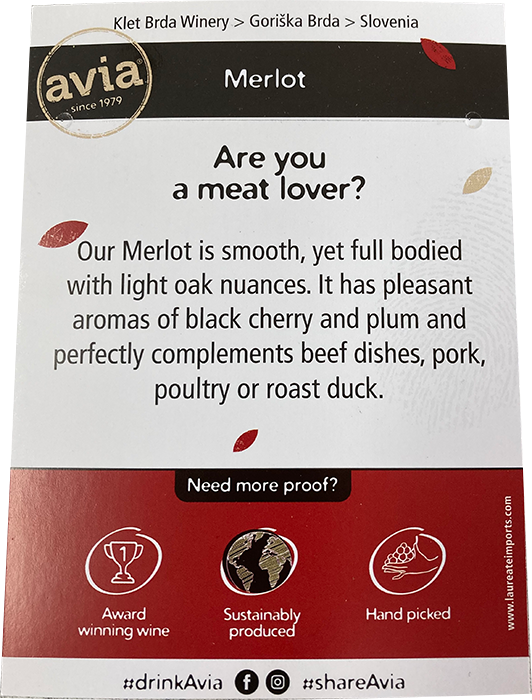 Klet Brda Winery > Goriška Brda > Slovenia
avia®
since 1979
Merlot
Are you
a meat lover?
Our Merlot is smooth, yet full bodied
with light oak nuances. It has pleasant
aromas of black cherry and plum and
perfectly complements beef dishes, pork,
poultry or roast duck.
Need more proof?
1
Award
winning wine
Sustainably
produced
Hand picked
www.laureateimports.com
#drinkAvia f #shareAvia